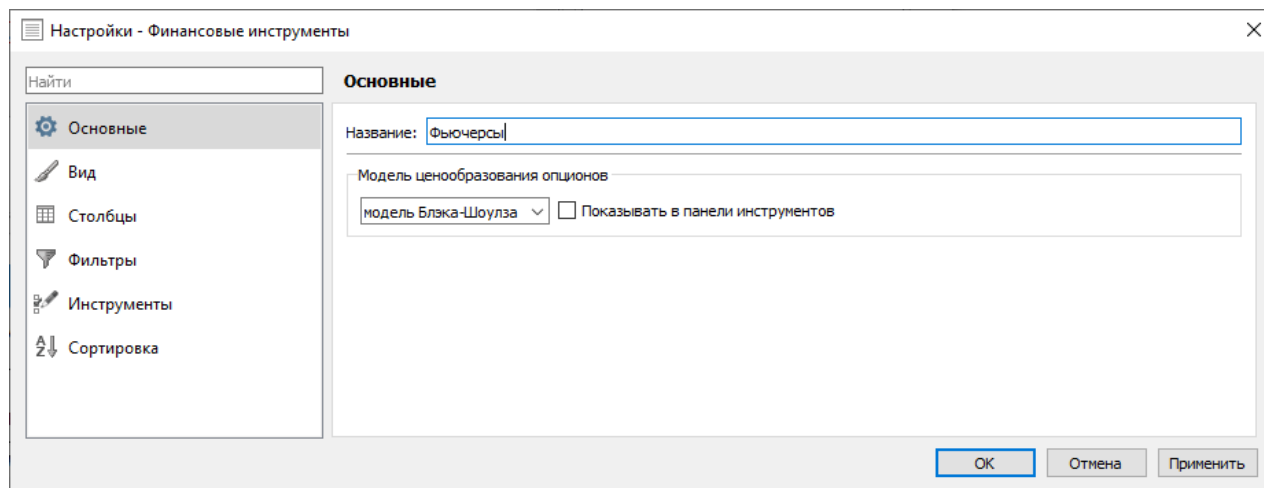 Настройки - Финансовые инструменты
Найти
Основные
Вид
Столбцы
Фильтры
Инструменты
Сортировка
Основные
Название: Фьючерсы
Модель ценообразования опционов
модель Блэка-Шоулза Показывать в панели инструментов
OK Отмена Применить